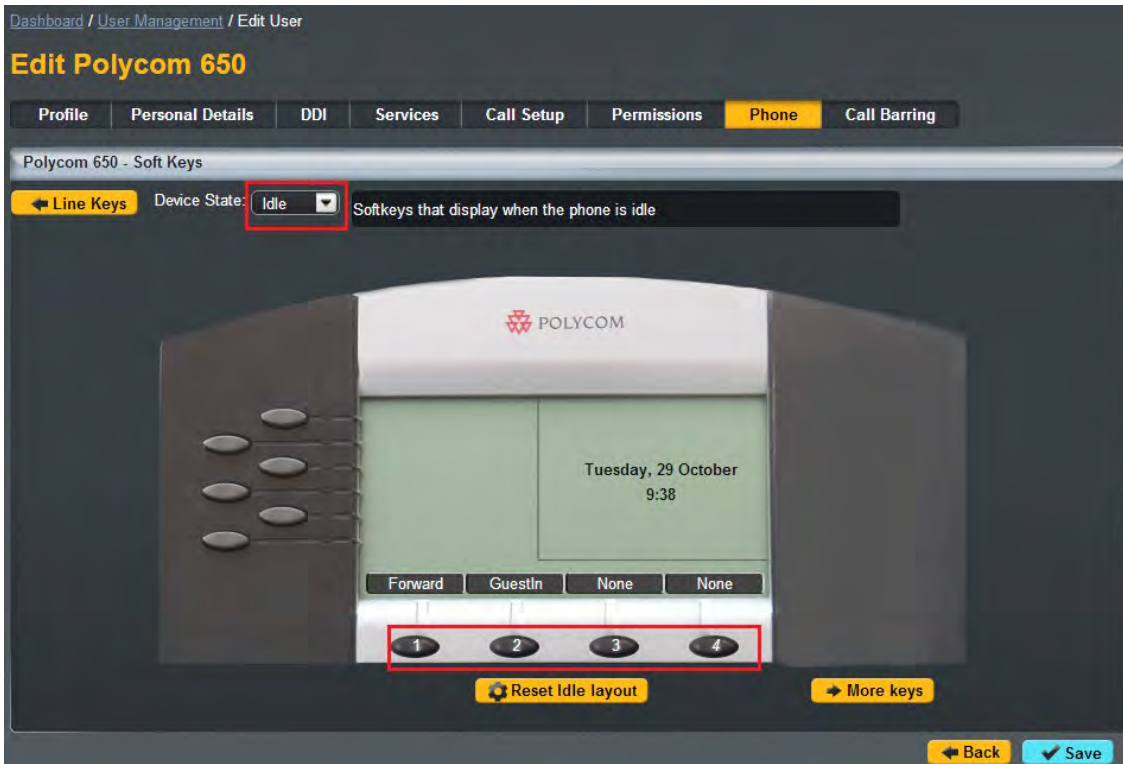 Dashboard / User Management / Edit User
Edit Polycom 650
Profile Personal Details DDI Services Call Setup Permissions Phone Call Barring
Polycom 650 - Soft Keys
Line Keys Device State: Idle Softkeys that display when the phone is idle
POLYCOM
Tuesday, 29 October
9:38
Forward GuestIn None None
1 2 3 4
Reset Idle layout More keys
Back Save